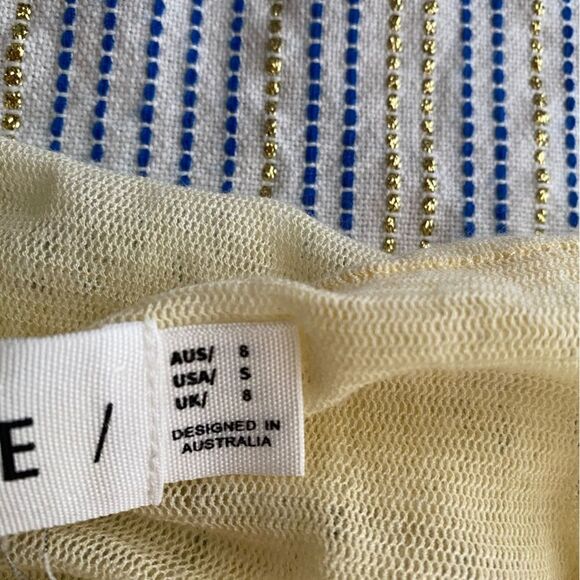 E /
AUS/ 8
USA/ S
UK/ 8
DESIGNED IN
AUSTRALIA